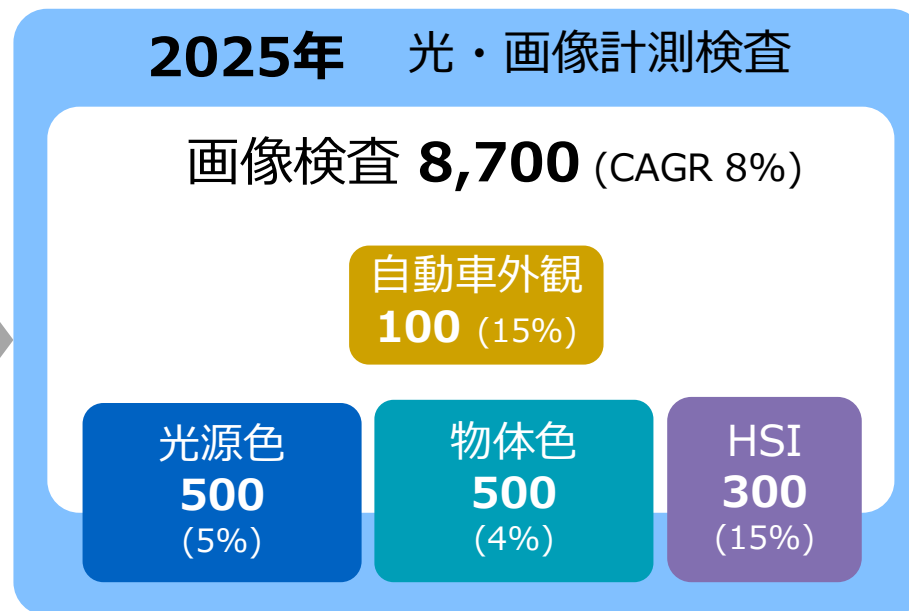 2025年 光・画像計測検査
画像検査 8,700 (CAGR 8%)
自動車外観
100 (15%)
光源色
500
(5%)
物体色
500
(4%)
HSI
300
(15%)